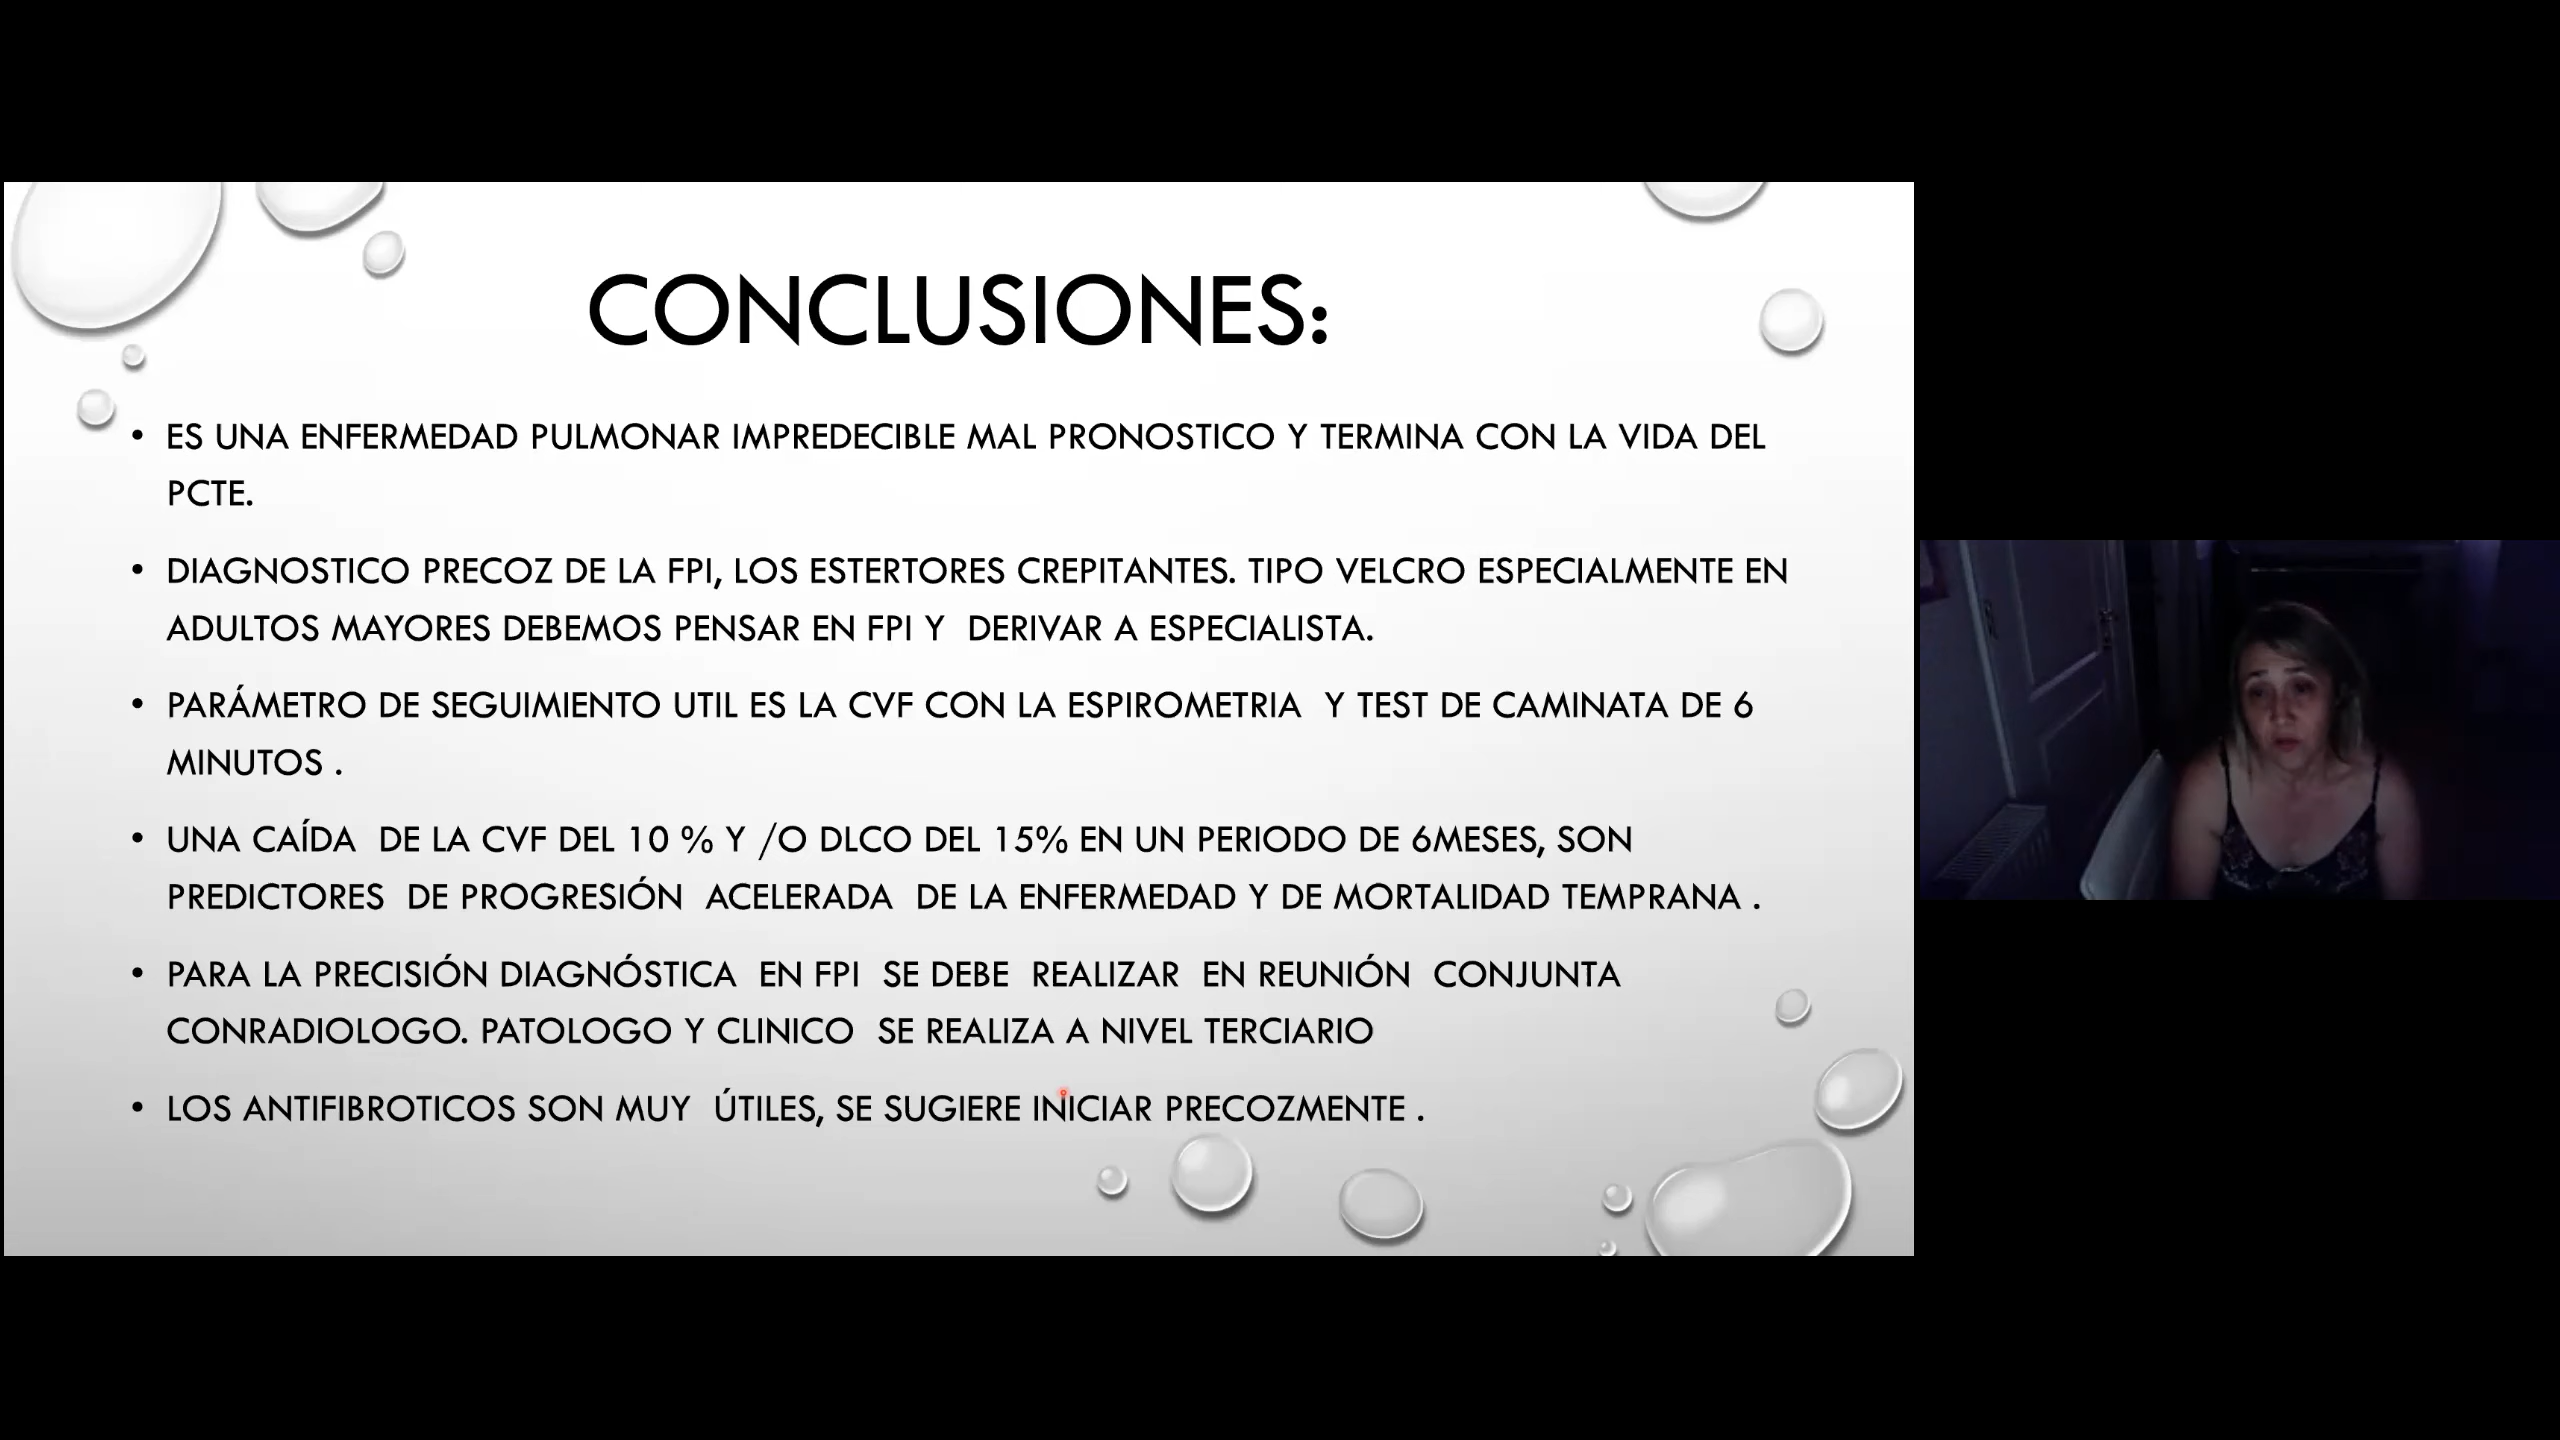 CONCLUSIONES:
• ES UNA ENFERMEDAD PULMONAR IMPREDECIBLE MAL PRONOSTICO Y TERMINA CON LA VIDA DEL
PCTE.
• DIAGNOSTICO PRECOZ DE LA FPI, LOS ESTERTORES CREPITANTES. TIPO VELCRO ESPECIALMENTE EN
ADULTOS MAYORES DEBEMOS PENSAR EN FPI Y  DERIVAR A ESPECIALISTA.
• PARÁMETRO DE SEGUIMIENTO UTIL ES LA CVF CON LA ESPIROMETRIA  Y TEST DE CAMINATA DE 6
MINUTOS .
• UNA CAÍDA  DE LA CVF DEL 10 % Y /O DLCO DEL 15% EN UN PERIODO DE 6MESES, SON
PREDICTORES  DE PROGRESIÓN  ACELERADA  DE LA ENFERMEDAD Y DE MORTALIDAD TEMPRANA .
• PARA LA PRECISIÓN DIAGNÓSTICA  EN FPI  SE DEBE  REALIZAR  EN REUNIÓN  CONJUNTA
CONRADIOLOGO. PATOLOGO Y CLINICO  SE REALIZA A NIVEL TERCIARIO
• LOS ANTIFIBROTICOS SON MUY  ÚTILES, SE SUGIERE INICIAR PRECOZMENTE .